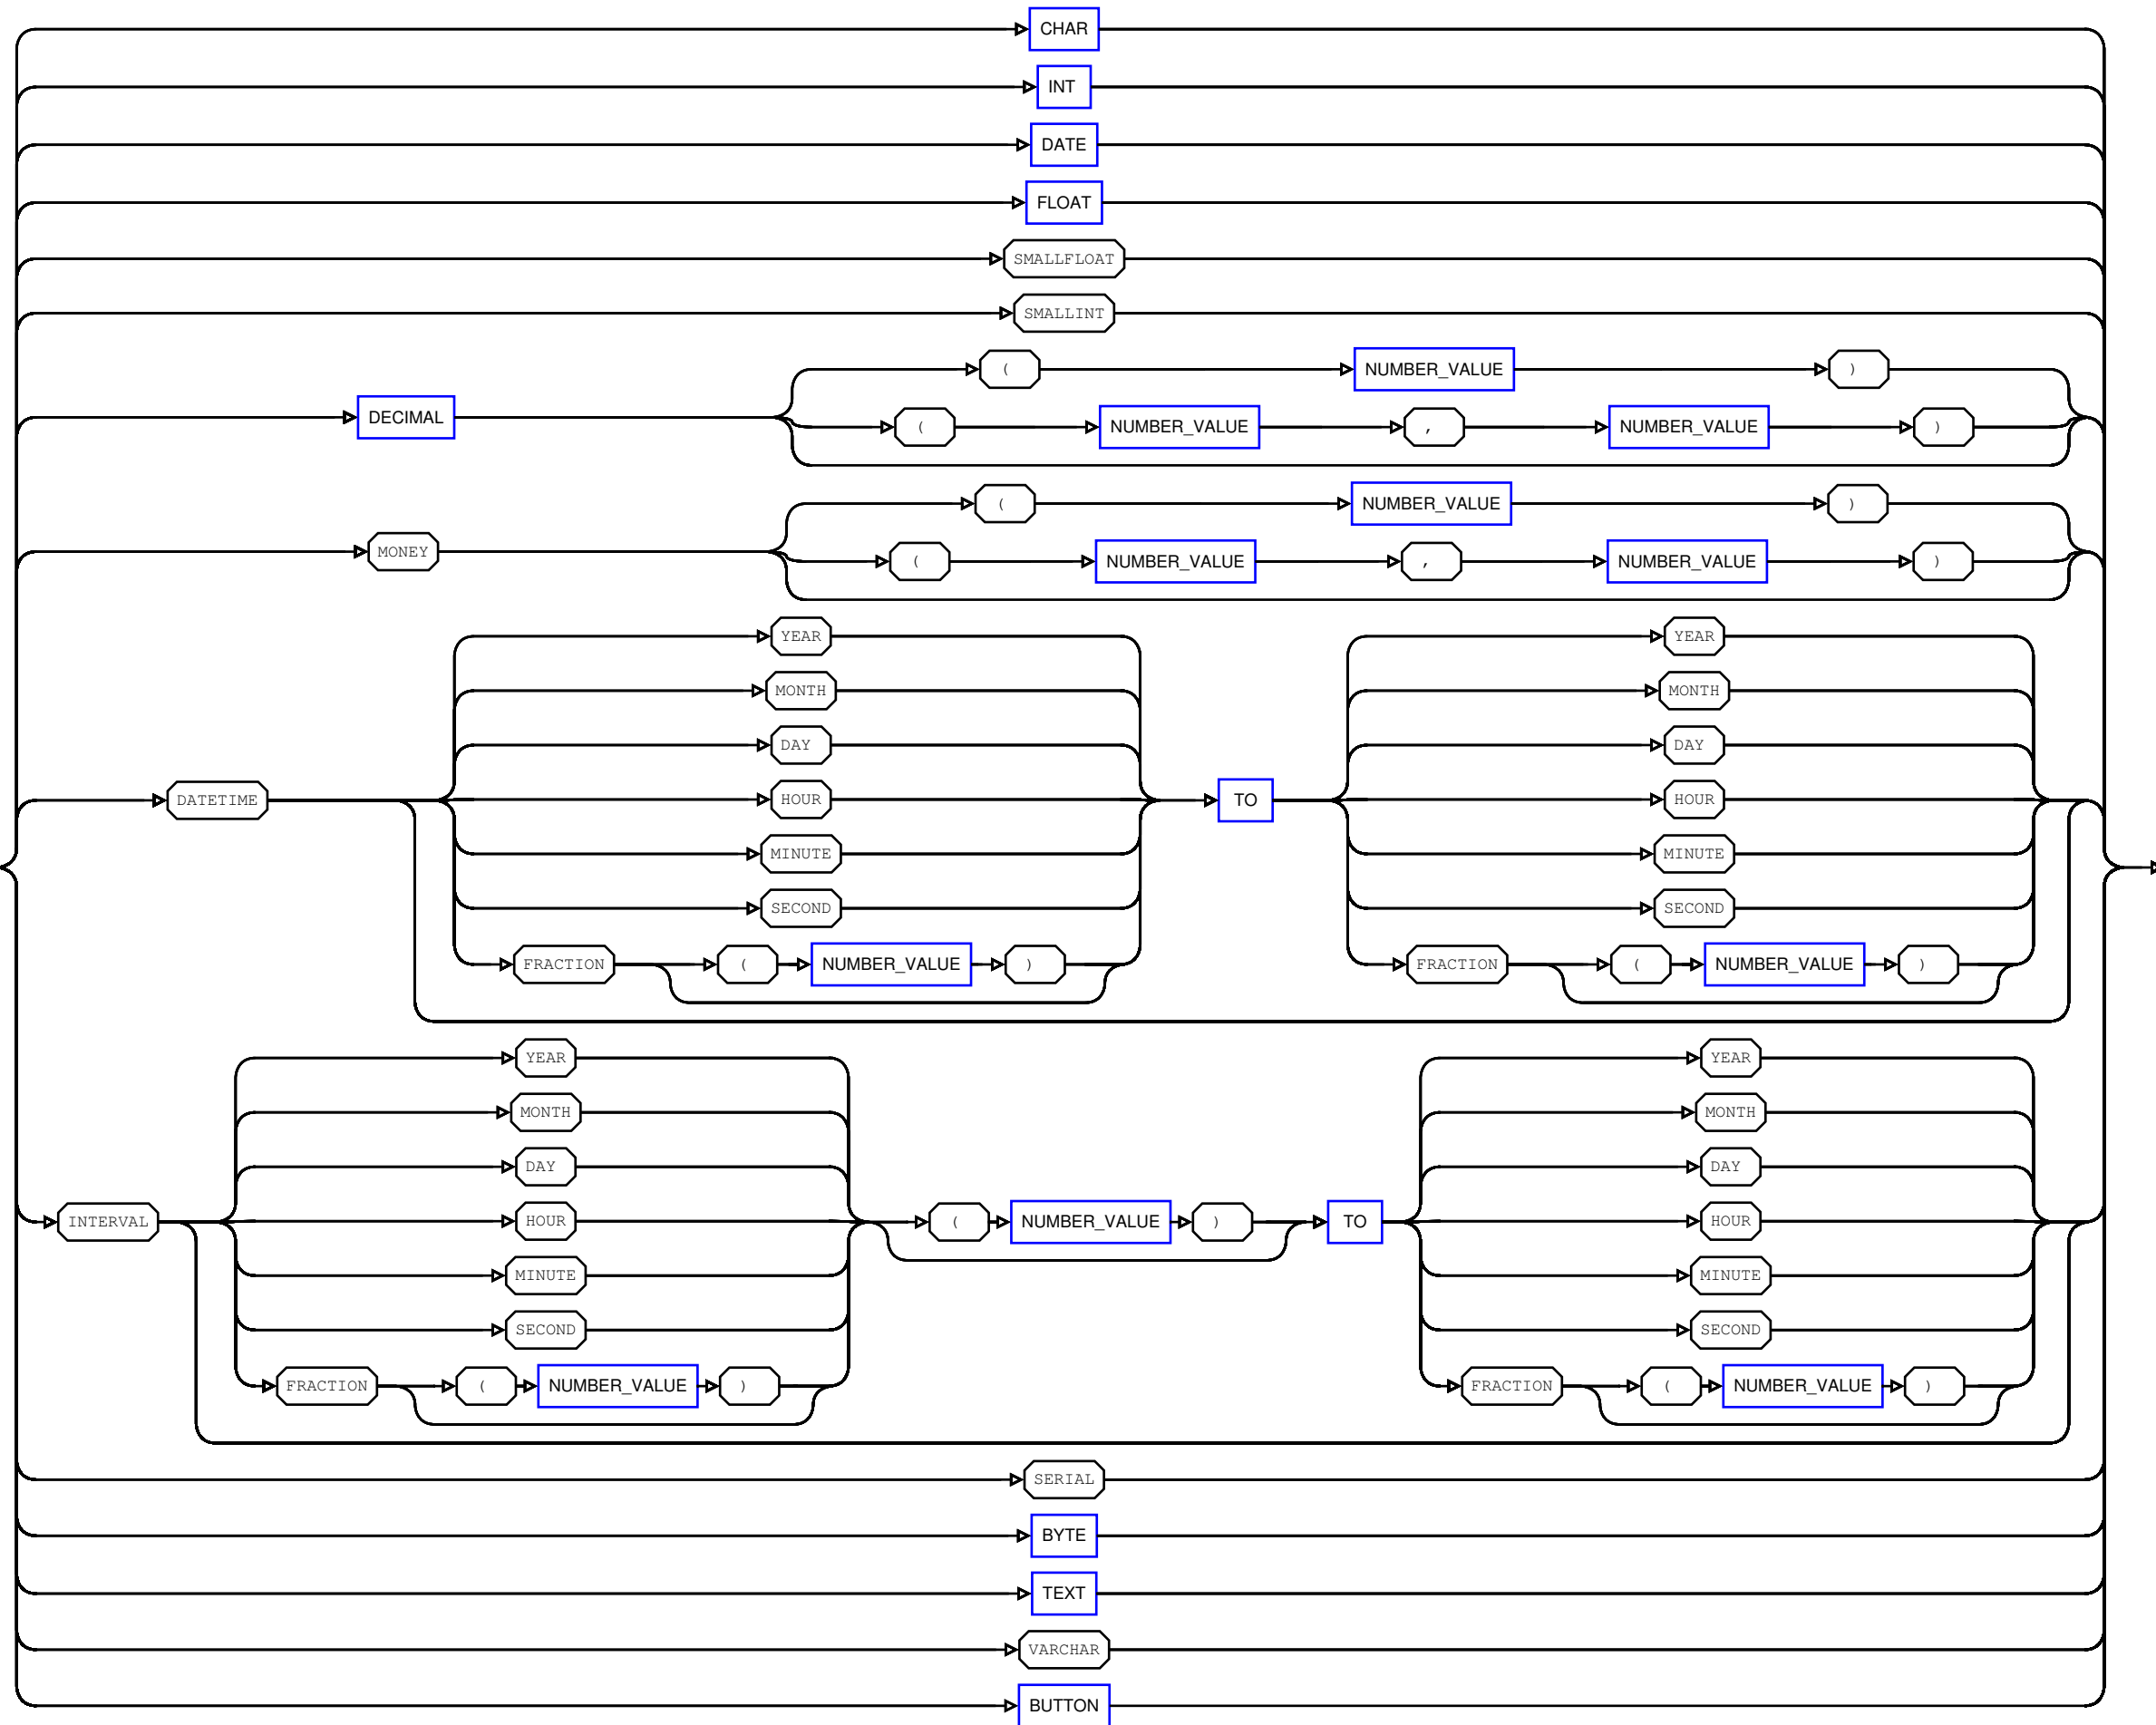 CHAR
INT
DATE
FLOAT
SMALLFLOAT
SMALLINT
( NUMBER_VALUE )
DECIMAL
( NUMBER_VALUE , NUMBER_VALUE )
( NUMBER_VALUE )
MONEY
( NUMBER_VALUE , NUMBER_VALUE )
YEAR YEAR
MONTH MONTH
DAY DAY
DATETIME HOUR TO HOUR
MINUTE MINUTE
SECOND SECOND
FRACTION ( NUMBER_VALUE ) FRACTION ( NUMBER_VALUE )
YEAR YEAR
MONTH MONTH
DAY DAY
INTERVAL HOUR ( NUMBER_VALUE ) TO HOUR
MINUTE MINUTE
SECOND SECOND
FRACTION ( NUMBER_VALUE ) FRACTION ( NUMBER_VALUE )
SERIAL
BYTE
TEXT
VARCHAR
BUTTON